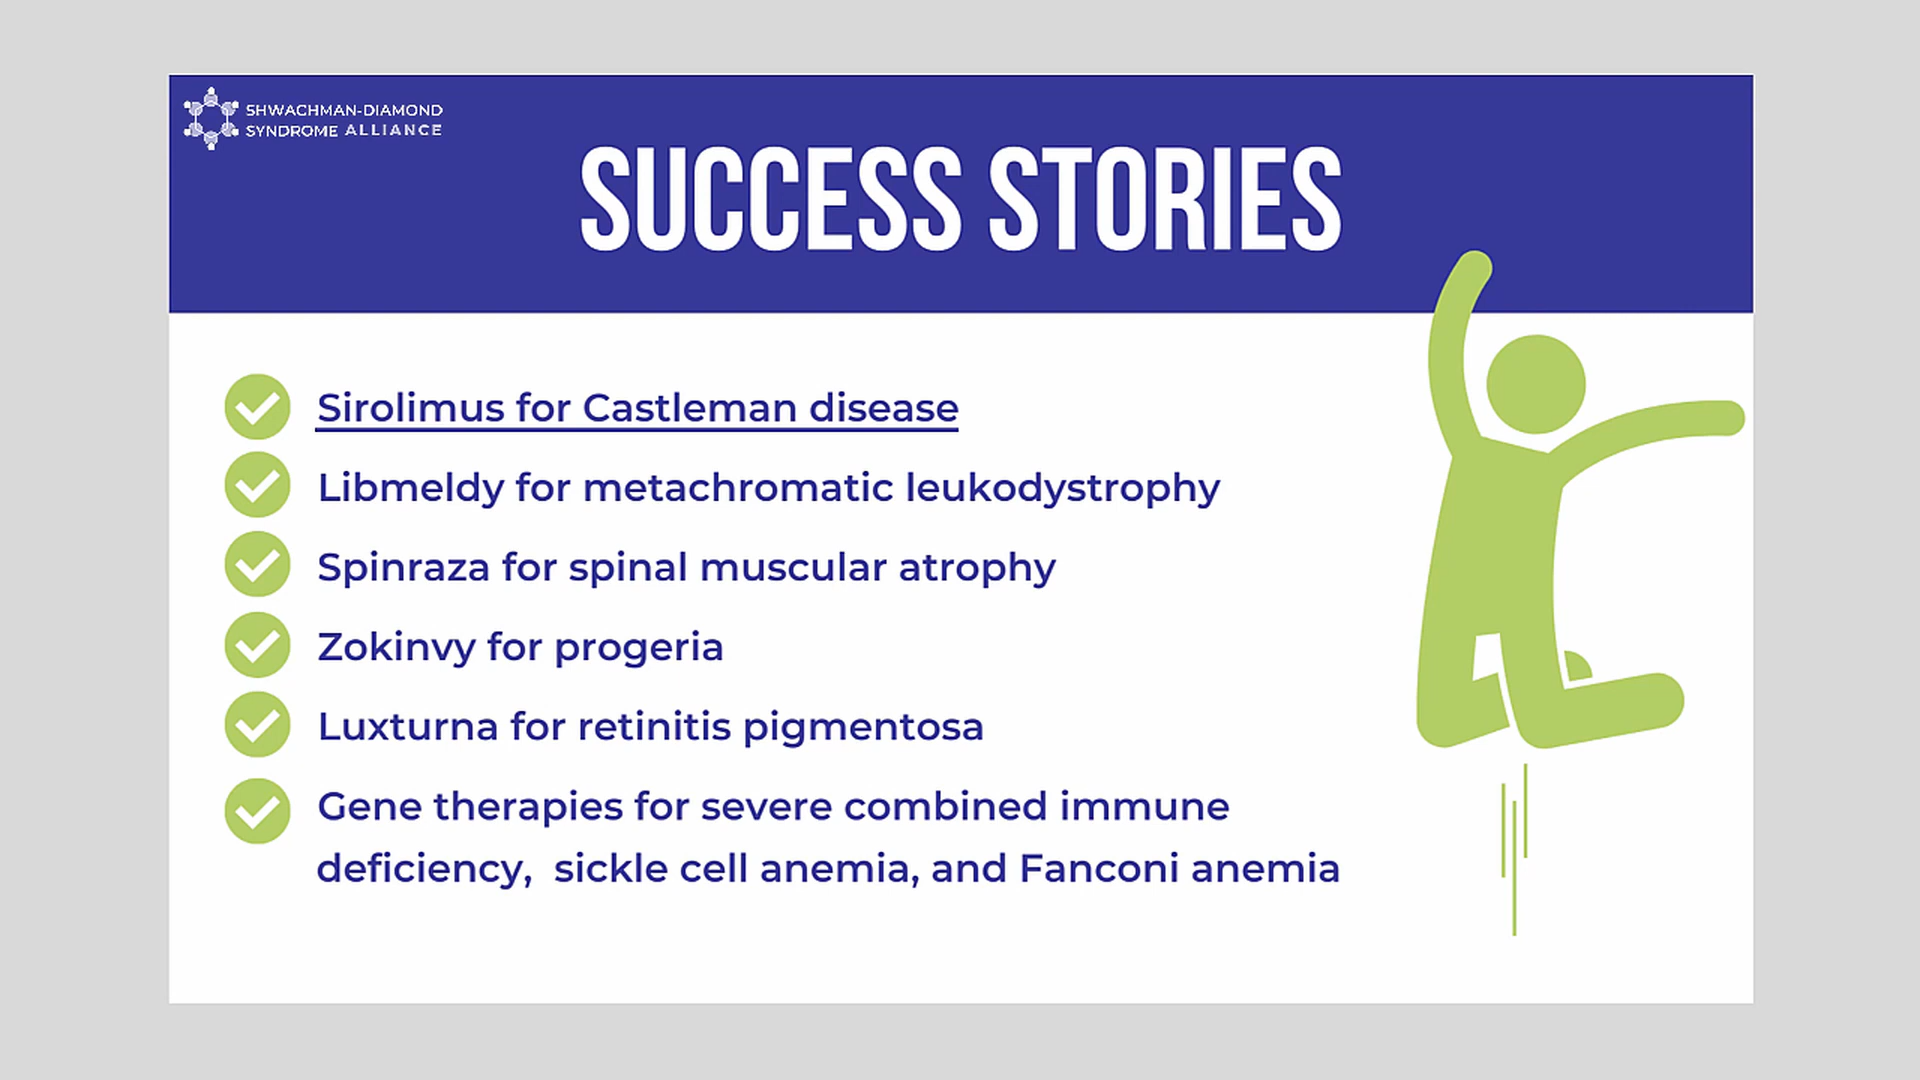 SHWACHMAN-DIAMOND
SYNDROME ALLIANCE
SUCCESS STORIES
Sirolimus for Castleman disease
Libmeldy for metachromatic leukodystrophy
Spinraza for spinal muscular atrophy
Zokinvy for progeria
Luxturna for retinitis pigmentosa
Gene therapies for severe combined immune
deficiency, sickle cell anemia, and Fanconi anemia